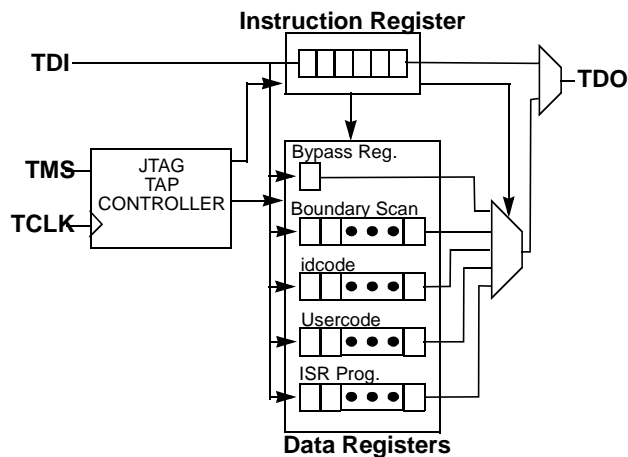 Instruction Register
TDI
TDO
Bypass Reg.
JTAG
TAP
CONTROLLER
TMS
TCLK
Boundary Scan
idcode
Usercode
ISR Prog.
Data Registers